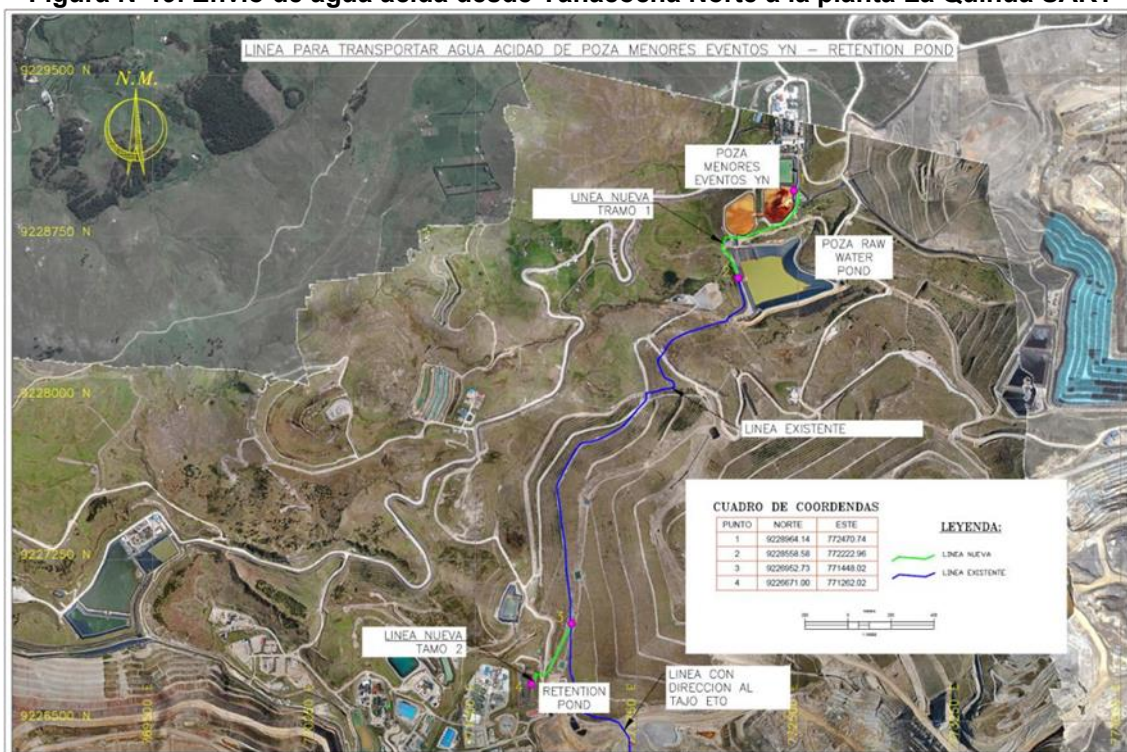 Figura N°19: Envío de agua ácida desde Yanacocha Norte a la planta La Quinua SART
LINEA PARA TRANSPORTAR AGUA ACIDAD DE POZA MENORES EVENTOS YN – RETENTION POND
9229500 N
N.M.
POZA
MENORES
EVENTOS YN
LINEA NUEVA
TRAMO 1
9228750 N
POZA RAW
WATER
POND
9228000 N
LINEA EXISTENTE
CUADRO DE COORDENDAS
PUNTO NORTE ESTE
1 9228964.14 772470.74
2 9228558.58 772222.96
3 9226952.73 771448.02
4 9226671.00 771262.02
LEYENDA:
LINEA NUEVA
LINEA EXISTENTE
9227250 N
LINEA NUEVA
TAMO 2
RETENTION
POND
LINEA CON
DIRECCION AL
TAJO ETO
9226500 N